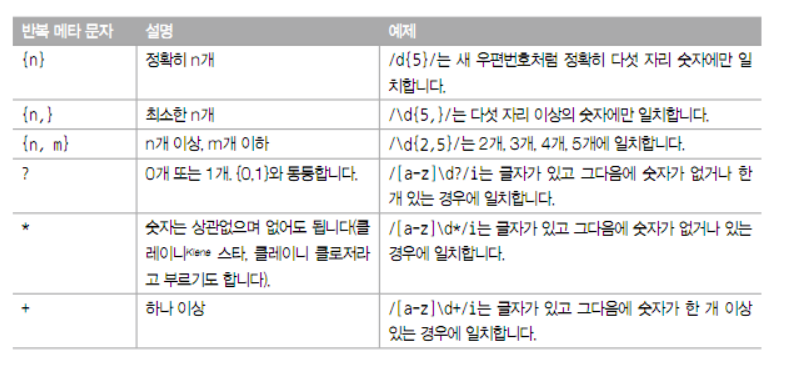 반복 메타 문자 설명 예제
{n} 정확히 n개 /d{5}/는 새 우편번호처럼 정확히 다섯 자리 숫자에만 일
치합니다.
{n,} 최소한 n개 /\d{5,}/는 다섯 자리 이상의 숫자에만 일치합니다.
{n, m} n개 이상, m개 이하 /\d{2,5}/는 2개, 3개, 4개, 5개에 일치합니다.
? 0개 또는 1개. {0,1}와 동등합니다. /[a-z]\d?/i는 글자가 있고 그다음에 숫자가 없거나 한
개 있는 경우에 일치합니다.
* 숫자는 상관없으며 없어도 됩니다(클 /[a-z]\d*/i는 글자가 있고 그다음에 숫자가 없거나 있는
레이니Klene 스타, 클레이니 클로저라 경우에 일치합니다.
고 부르기도 합니다).
+ 하나 이상 /[a-z]\d+/i는 글자가 있고 그다음에 숫자가 한 개 이상
있는 경우에 일치합니다.